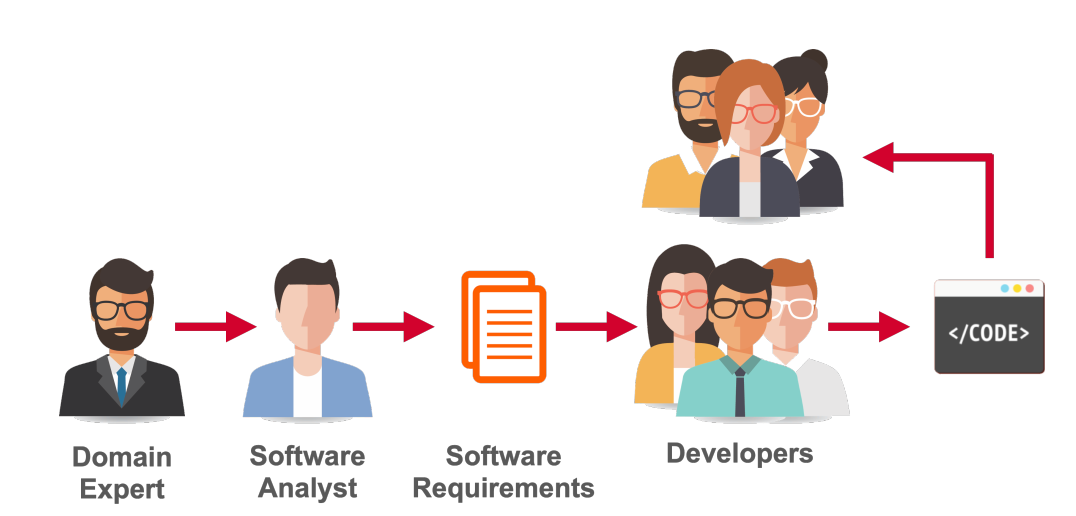 </CODE>
Domain
Expert
Software
Analyst
Software
Requirements
Developers